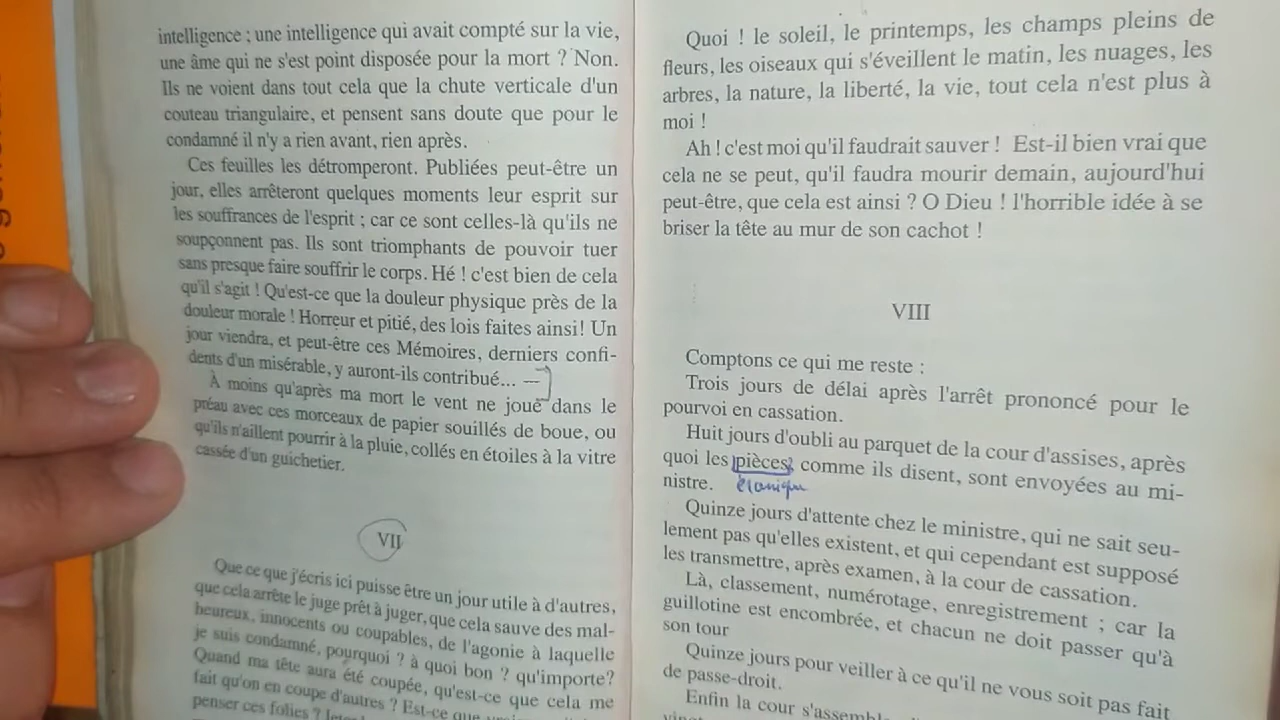 intelligence ; une intelligence qui avait compté sur la vie,
une âme qui ne s'est point disposée pour la mort ? Non.
Ils ne voient dans tout cela que la chute verticale d'un
couteau triangulaire, et pensent sans doute que pour le
condamné il n'y a rien avant, rien après.
Ces feuilles les détromperont. Publiées peut-être un
jour, elles arrêteront quelques moments leur esprit sur
les souffrances de l'esprit ; car ce sont celles-là qu'ils ne
soupçonnent pas. Ils sont triomphants de pouvoir tuer
sans presque faire souffrir le corps. Hé ! c'est bien de cela
qu'il s'agit ! Qu'est-ce que la douleur physique près de la
douleur morale ! Horreur et pitié, des lois faites ainsi! Un
jour viendra, et peut-être ces Mémoires, derniers confi-
dents d'un misérable, y auront-ils contribué...
À moins qu'après ma mort le vent ne joue dans le
préau avec ces morceaux de papier souillés de boue, ou
qu'ils n'aillent pourrir à la pluie, collés en étoiles à la vitre
cassée d'un guichetier.
VII
Que ce que j'écris ici puisse être un jour utile à d'autres,
que cela arrête le juge prêt à juger, que cela sauve des mal-
heureux, innocents ou coupables, de l'agonie à laquelle
je suis condamné, pourquoi ? à quoi bon ? qu'importe?
Quand ma tête aura été coupée, qu'est-ce que cela me
fait qu'on en coupe d'autres ? Est-ce que
penser ces folies ?
Quoi ! le soleil, le printemps, les champs pleins de
fleurs, les oiseaux qui s'éveillent le matin, les nuages, les
arbres, la nature, la liberté, la vie, tout cela n'est plus à
moi !
Ah ! c'est moi qu'il faudrait sauver ! Est-il bien vrai que
cela ne se peut, qu'il faudra mourir demain, aujourd'hui
peut-être, que cela est ainsi ? O Dieu ! l'horrible idée à se
briser la tête au mur de son cachot !
VIII
Comptons ce qui me reste :
Trois jours de délai après l'arrêt prononcé pour le
pourvoi en cassation.
Huit jours d'oubli au parquet de la cour d'assises, après
quoi les pièces, comme ils disent, sont envoyées au mi-
nistre.
Quinze jours d'attente chez le ministre, qui ne sait seu-
lement pas qu'elles existent, et qui cependant est supposé
les transmettre, après examen, à la cour de cassation.
Là, classement, numérotage, enregistrement ; car la
guillotine est encombrée, et chacun ne doit passer qu'à
son tour
Quinze jours pour veiller à ce qu'il ne vous soit pas fait
de passe-droit.
Enfin la cour s'assemble